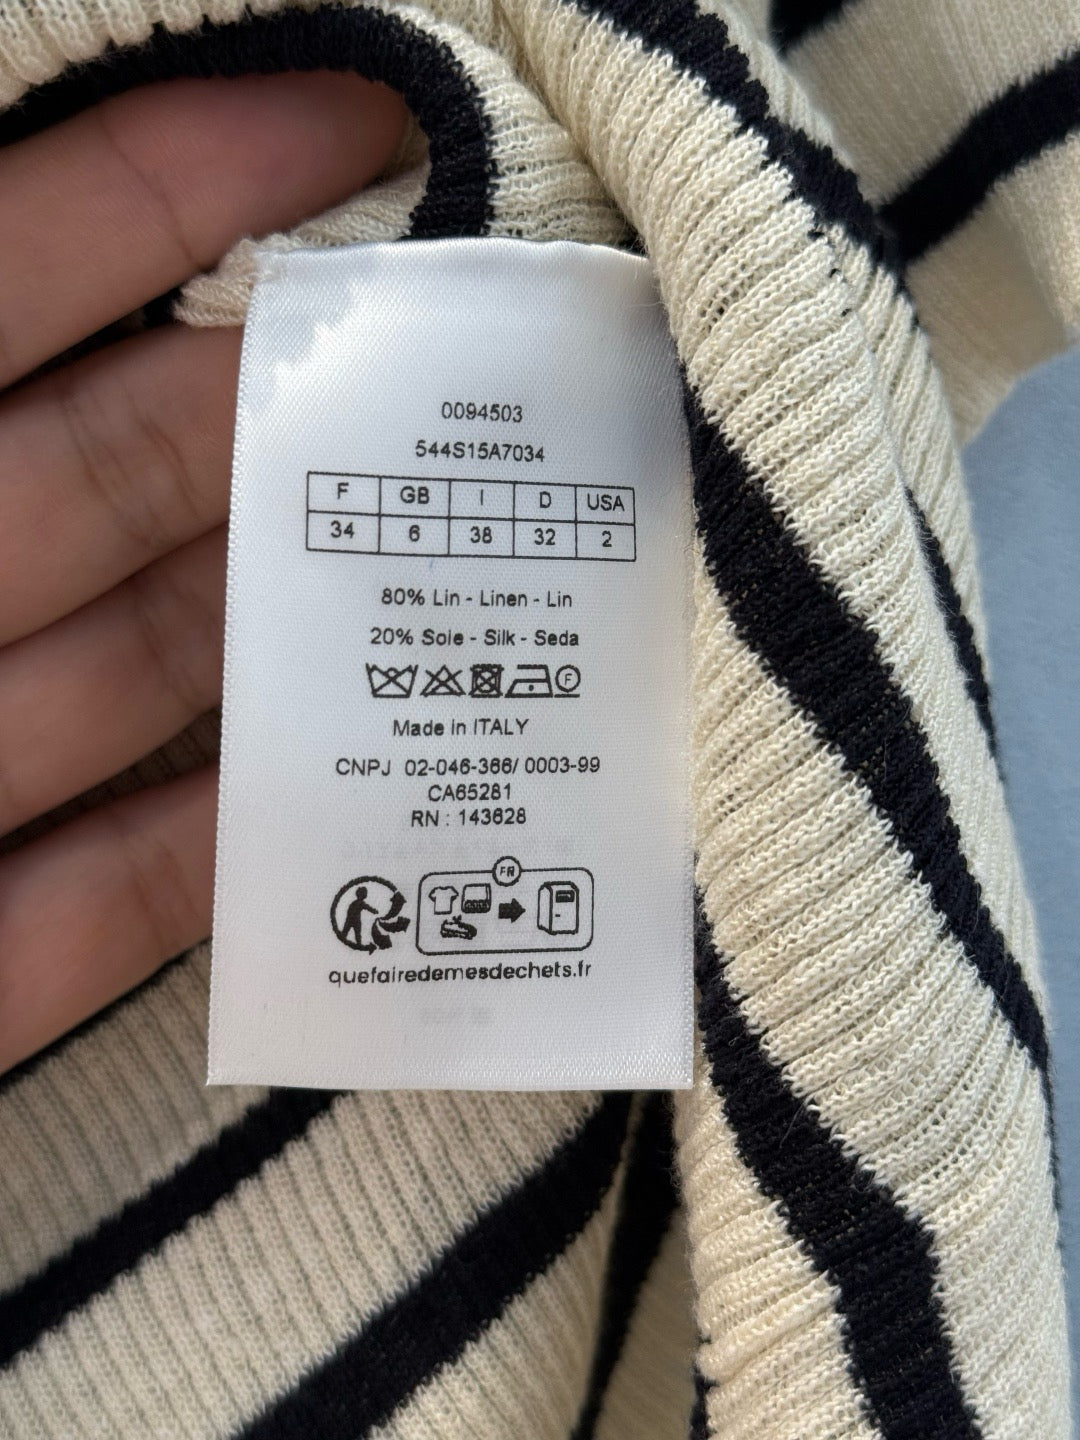 0094503
544S15A7034
F GB I D USA
34 6 38 32 2
80% Lin - Linen - Lin
20% Soie - Silk - Seda
F
Made in ITALY
CNPJ 02-046-366/ 0003-99
CA65281
RN : 143628
FR
quefairedemesdechets.fr